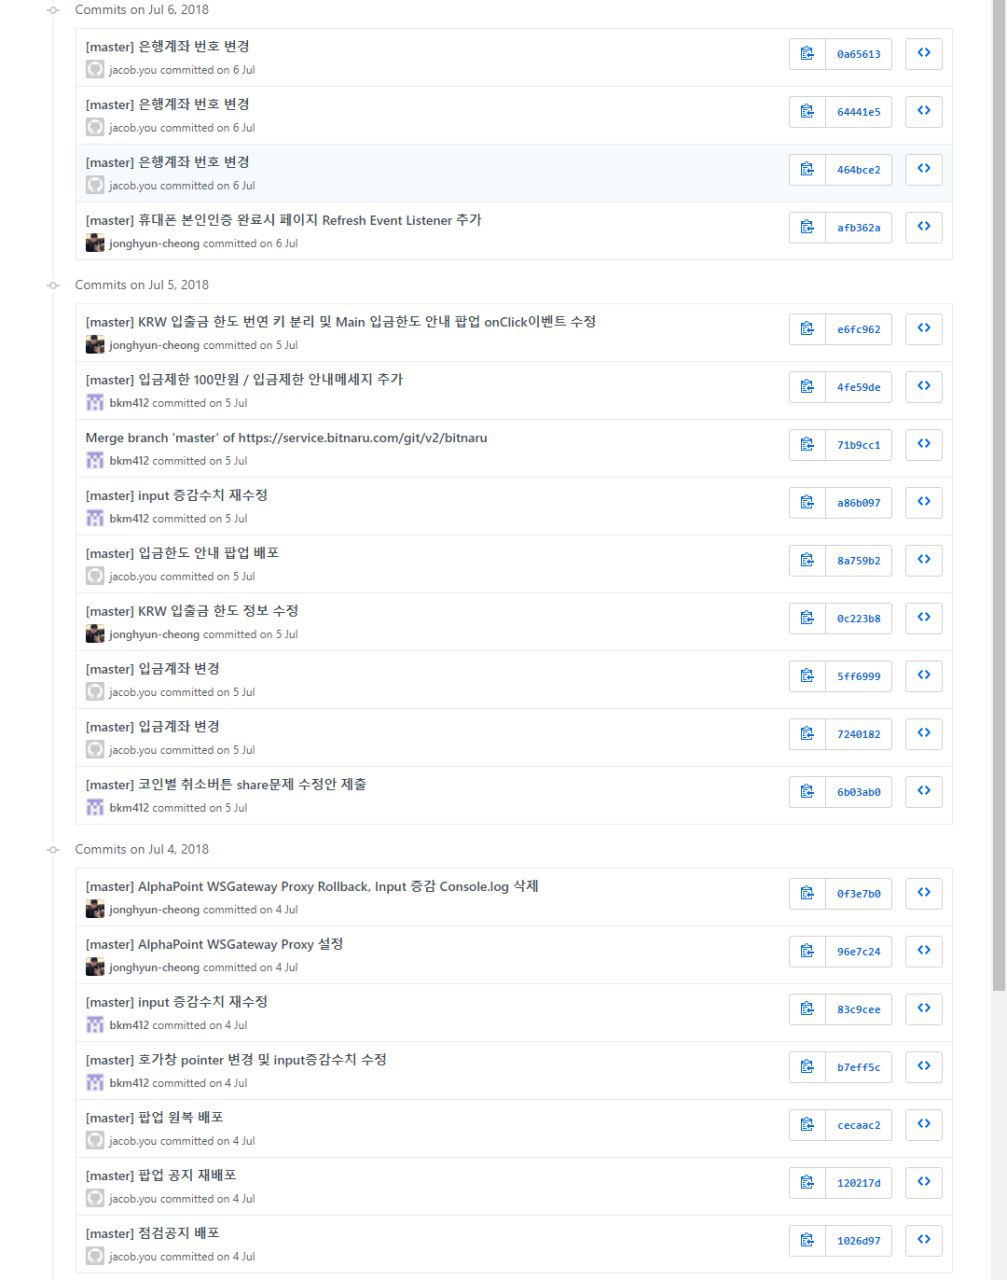 Commits on Jul 6, 2018
[master] 은행계좌 번호 변경
0a65613
jacob.you committed on 6 Jul
[master] 은행계좌 번호 변경
64441e5
jacob.you committed on 6 Jul
[master] 은행계좌 번호 변경
464bce2
jacob.you committed on 6 Jul
[master] 휴대폰 본인인증 완료시 페이지 Refresh Event Listener 추가
afb362a
jonghyun-cheong committed on 6 Jul
Commits on Jul 5, 2018
[master] KRW 입출금 한도 번연 키 분리 및 Main 입금한도 안내 팝업 onClick이벤트 수정
e6fc962
jonghyun-cheong committed on 5 Jul
[master] 입금제한 100만원 / 입금제한 안내메세지 추가
4fe59de
bkm412 committed on 5 Jul
Merge branch 'master' of https://service.bitnaru.com/git/v2/bitnaru
71b9cc1
bkm412 committed on 5 Jul
[master] input 증감수치 재수정
a86b097
bkm412 committed on 5 Jul
[master] 입금한도 안내 팝업 배포
8a759b2
jacob.you committed on 5 Jul
[master] KRW 입출금 한도 정보 수정
0c223b8
jonghyun-cheong committed on 5 Jul
[master] 입금계좌 변경
5ff6999
jacob.you committed on 5 Jul
[master] 입금계좌 변경
7240182
jacob.you committed on 5 Jul
[master] 코인별 취소버튼 share문제 수정안 제출
6b03ab0
bkm412 committed on 5 Jul
Commits on Jul 4, 2018
[master] AlphaPoint WSGateway Proxy Rollback, Input 증감 Console.log 삭제
0f3e7b0
jonghyun-cheong committed on 4 Jul
[master] AlphaPoint WSGateway Proxy 설정
96e7c24
jonghyun-cheong committed on 4 Jul
[master] input 증감수치 재수정
83c9cee
bkm412 committed on 4 Jul
[master] 호가창 pointer 변경 및 input증감수치 수정
b7eff5c
bkm412 committed on 4 Jul
[master] 팝업 원복 배포
cecaac2
jacob.you committed on 4 Jul
[master] 팝업 공지 재배포
120217d
jacob.you committed on 4 Jul
[master] 점검공지 배포
1026d97
jacob.you committed on 4 Jul